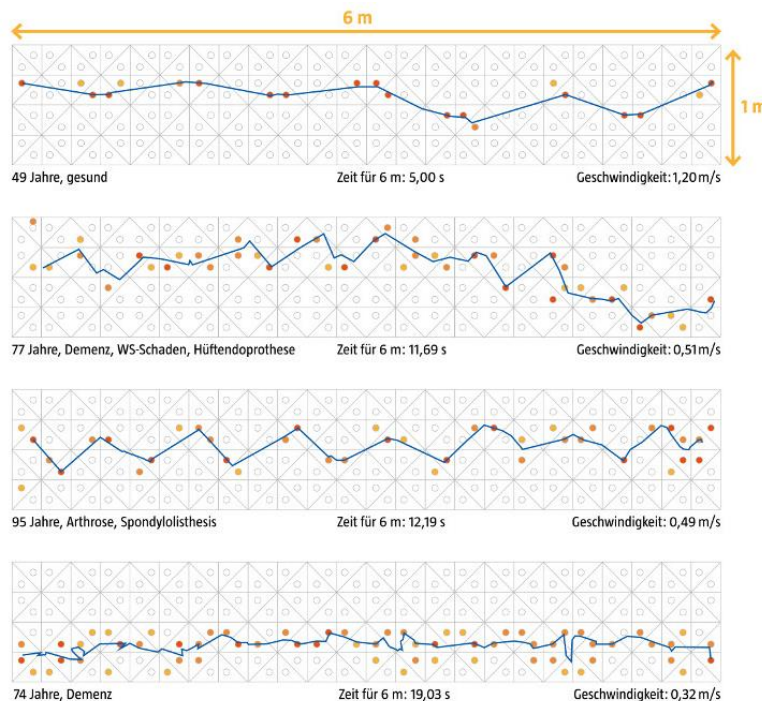 6 m
1 m
49 Jahre, gesund Zeit für 6 m: 5,00 s Geschwindigkeit: 1,20 m/s
77 Jahre, Demenz, WS-Schaden, Hüftendoprothese Zeit für 6 m: 11,69 s Geschwindigkeit: 0,51 m/s
95 Jahre, Arthrose, Spondylolisthesis Zeit für 6 m: 12,19 s Geschwindigkeit: 0,49 m/s
74 Jahre, Demenz Zeit für 6 m: 19,03 s Geschwindigkeit: 0,32 m/s